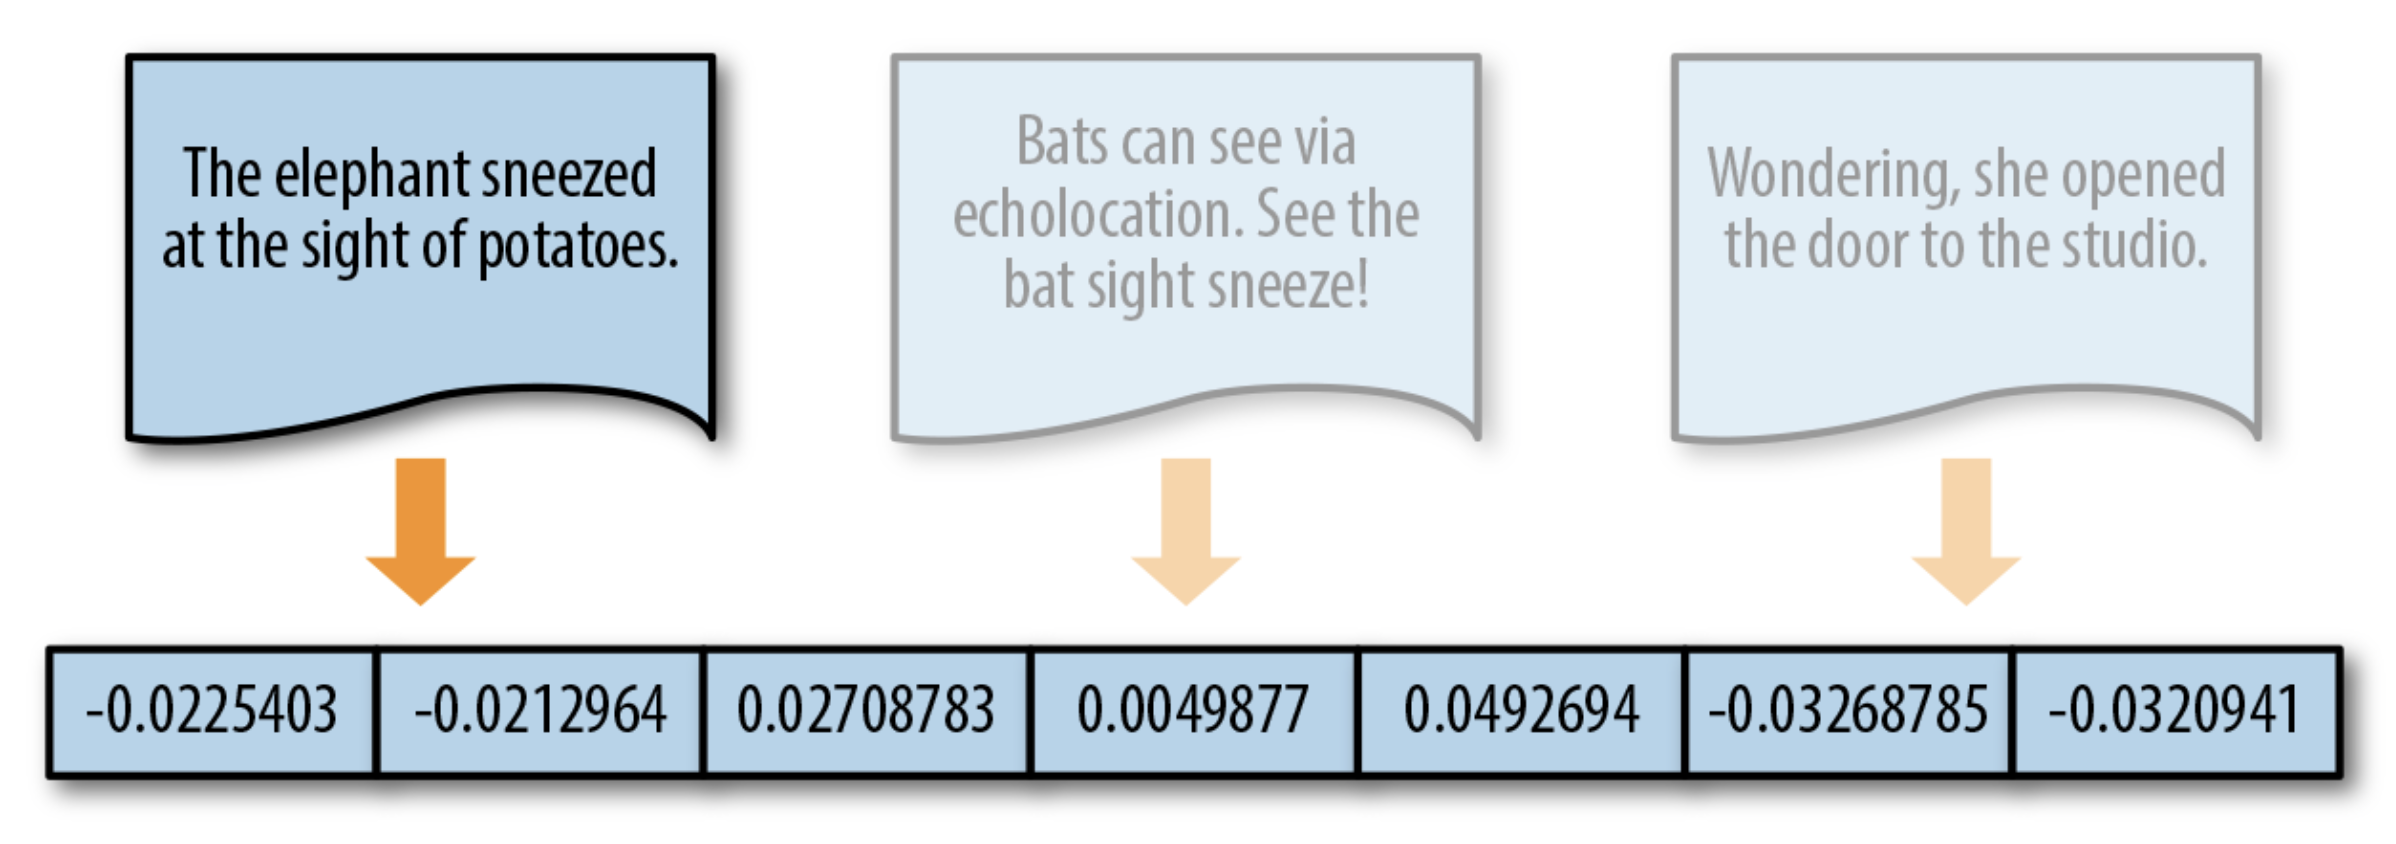 The elephant sneezed
at the sight of potatoes.
Bats can see via
echolocation. See the
bat sight sneeze!
Wondering, she opened
the door to the studio.
-0.0225403 -0.0212964 0.02708783 0.0049877 0.0492694 -0.03268785 -0.0320941